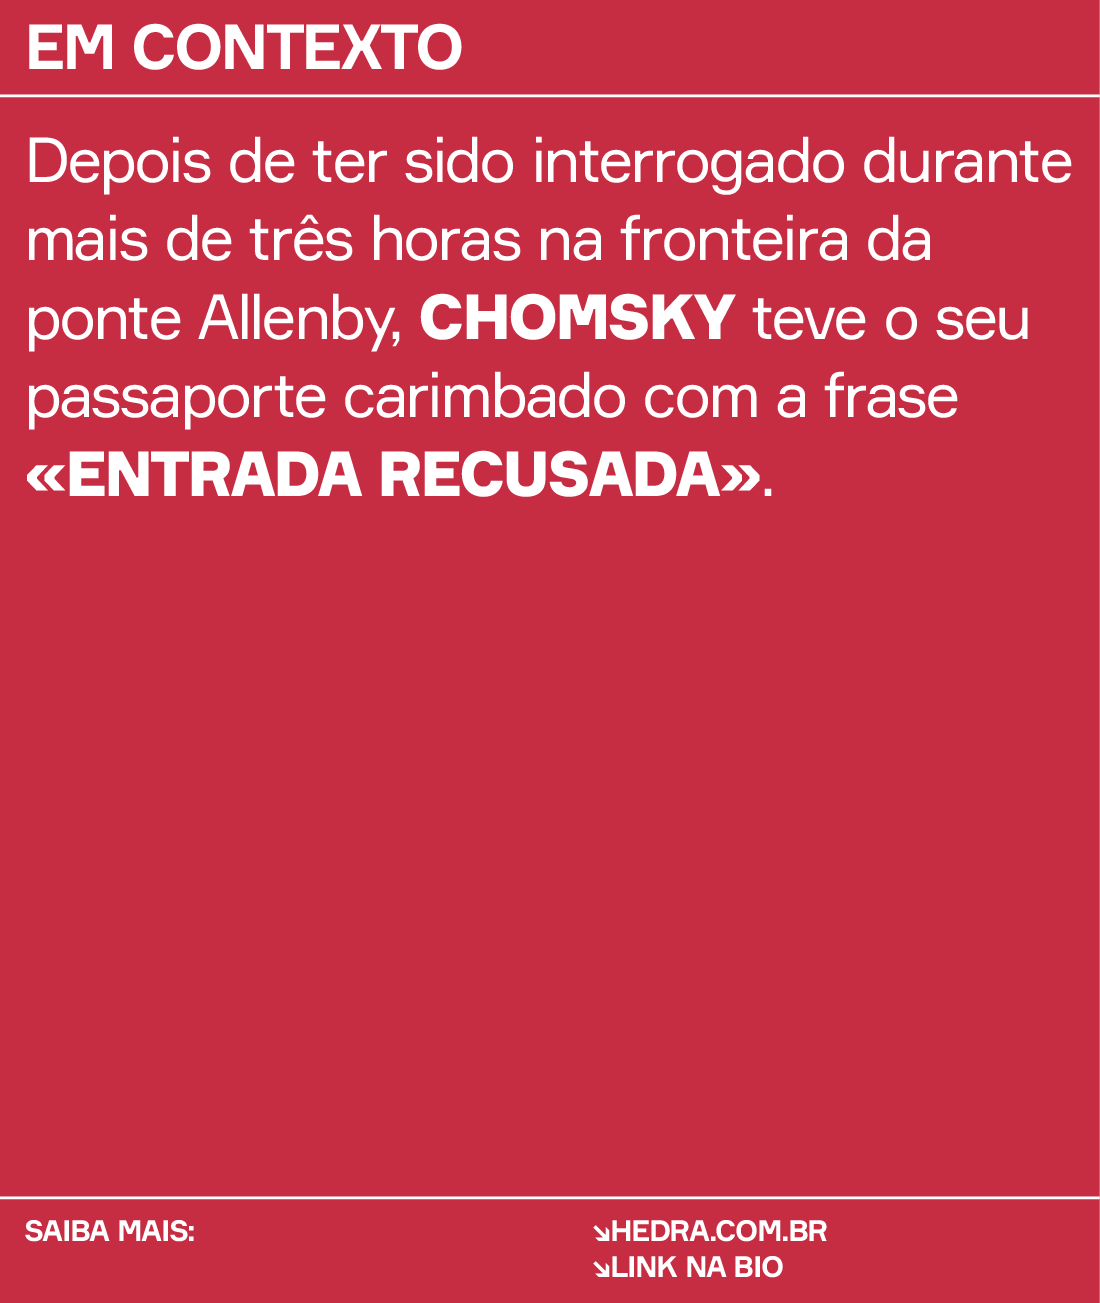 EM CONTEXTO
Depois de ter sido interrogado durante
mais de três horas na fronteira da
ponte Allenby, CHOMSKY teve o seu
passaporte carimbado com a frase
«ENTRADA RECUSADA».
SAIBA MAIS:
↘HEDRA.COM.BR
↘LINK NA BIO